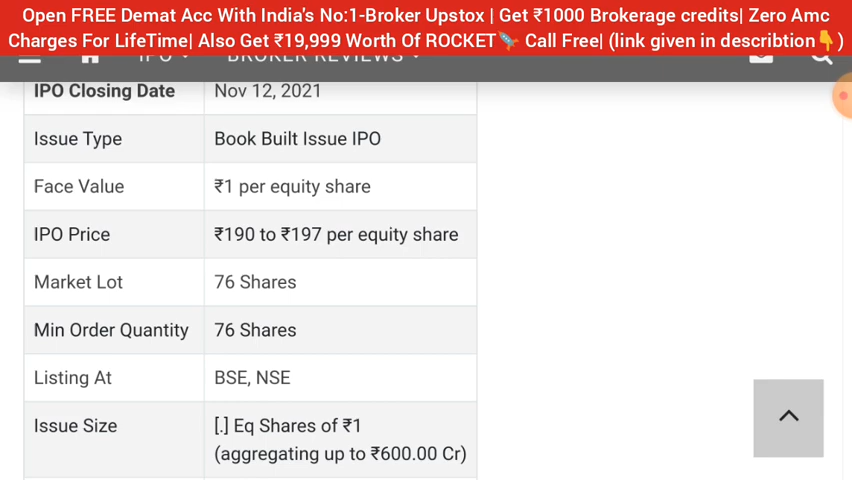 Open FREE Demat Acc With India's No:1-Broker Upstox | Get ₹1000 Brokerage credits| Zero Amc
Charges For LifeTime| Also Get ₹19,999 Worth Of ROCKET🚀 Call Free| (link given in describtion👇)
IPO BROKER REVIEWS
IPO Closing Date Nov 12, 2021
Issue Type Book Built Issue IPO
Face Value ₹1 per equity share
IPO Price ₹190 to ₹197 per equity share
Market Lot 76 Shares
Min Order Quantity 76 Shares
Listing At BSE, NSE
Issue Size [.] Eq Shares of ₹1
(aggregating up to ₹600.00 Cr)